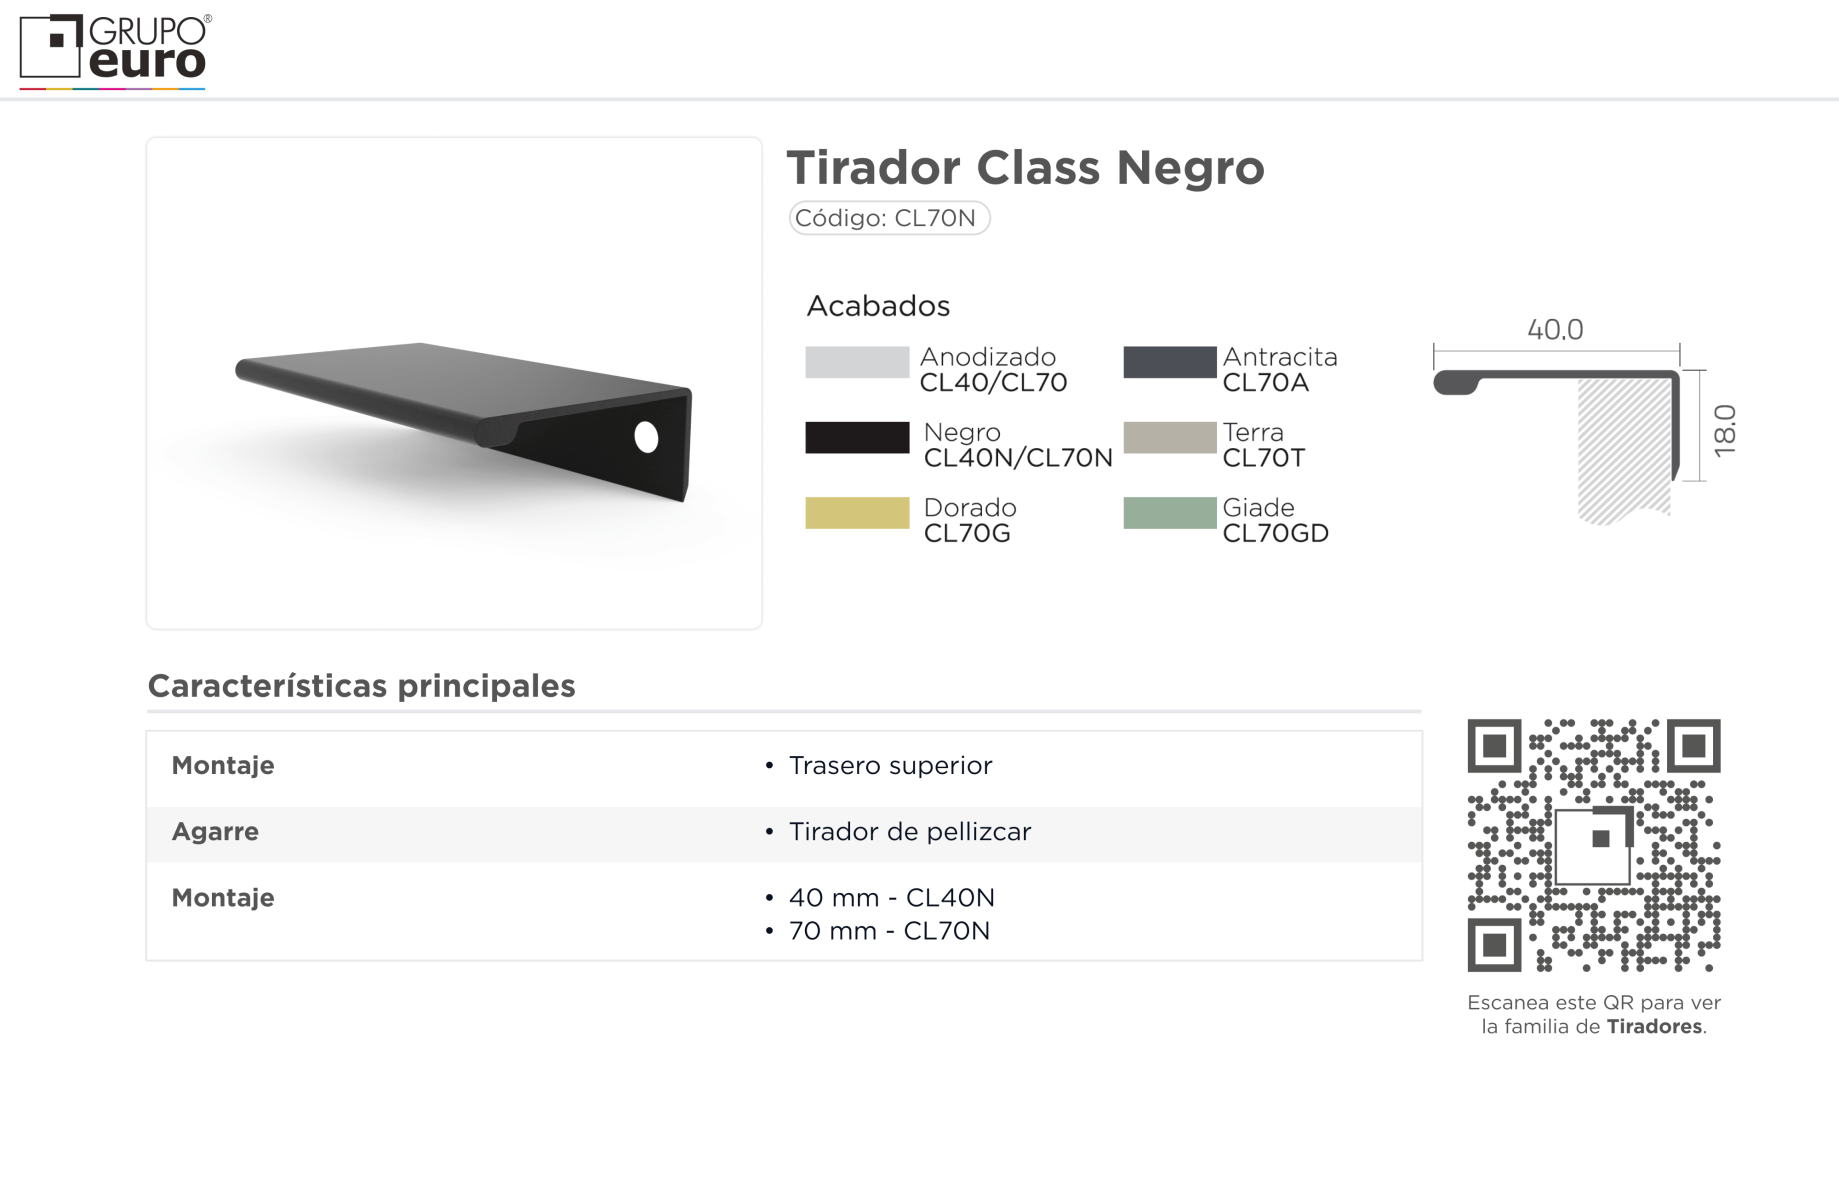 GRUPO®
euro
Tirador Class Negro
Código: CL70N
Acabados
Anodizado
CL40/CL70
Antracita
CL70A
Negro
CL40N/CL70N
Terra
CL70T
Dorado
CL70G
Giade
CL70GD
40.0
18.0
Características principales
Montaje
• Trasero superior
Agarre
• Tirador de pellizcar
Montaje
• 40 mm - CL40N
• 70 mm - CL70N
Escanea este QR para ver
la familia de Tiradores.